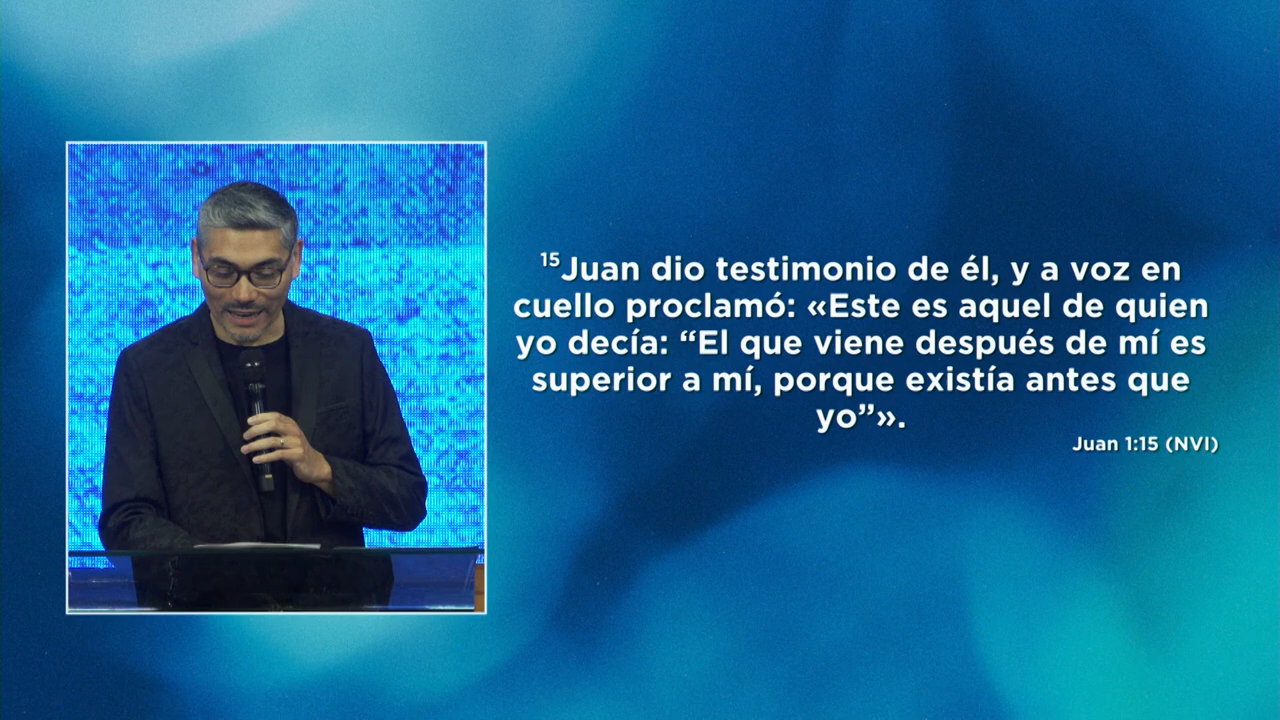 ¹⁵Juan dio testimonio de él, y a voz en
cuello proclamó: «Este es aquel de quien
yo decía: “El que viene después de mí es
superior a mí, porque existía antes que
yo”».
Juan 1:15 (NVI)